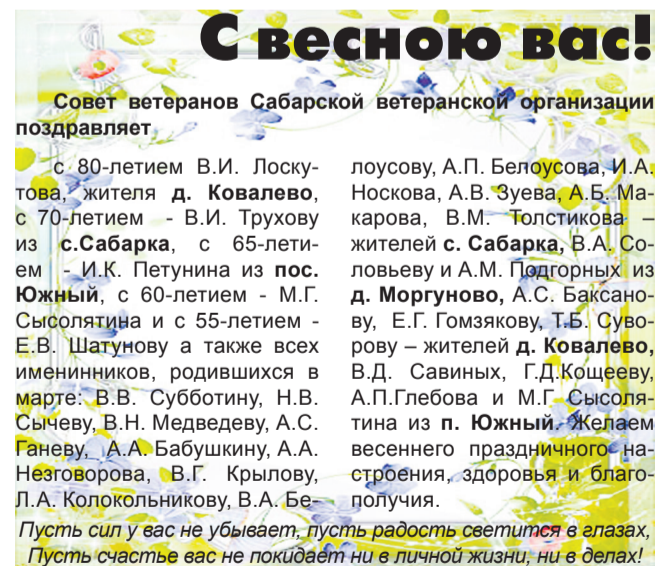 С весною вас!
Совет ветеранов Сабарской ветеранской организации
поздравляет
с 80-летием В.И. Лоску-
това, жителя д. Ковалево,
с 70-летием - В.И. Трухову
из с.Сабарка, с 65-лети-
ем - И.К. Петунина из пос.
Южный, с 60-летием - М.Г.
Сысолятина и с 55-летием -
Е.В. Шатунову а также всех
именинников, родившихся в
марте: В.В. Субботину, Н.В.
Сычеву, В.Н. Медведеву, А.С.
Ганеву, А.А. Бабушкину, А.А.
Незговорова, В.Г. Крылову,
Л.А. Колокольникову, В.А. Бе-
лоусову, А.П. Белоусова, И.А.
Носкова, А.В. Зуева, А.Б. Ма-
карова, В.М. Толстикова –
жителей с. Сабарка, В.А. Со-
ловьеву и А.М. Подгорных из
д. Моргуново, А.С. Баксано-
ву, Е.Г. Гомзякову, Т.Б. Суво-
рову – жителей д. Ковалево,
В.Д. Савиных, Г.Д.Кощееву,
А.П.Глебова и М.Г. Сысоля-
тина из п. Южный. Желаем
весеннего праздничного на-
строения, здоровья и благо-
получия.
Пусть сил у вас не убывает, пусть радость светится в глазах,
Пусть счастье вас не покидает ни в личной жизни, ни в делах!